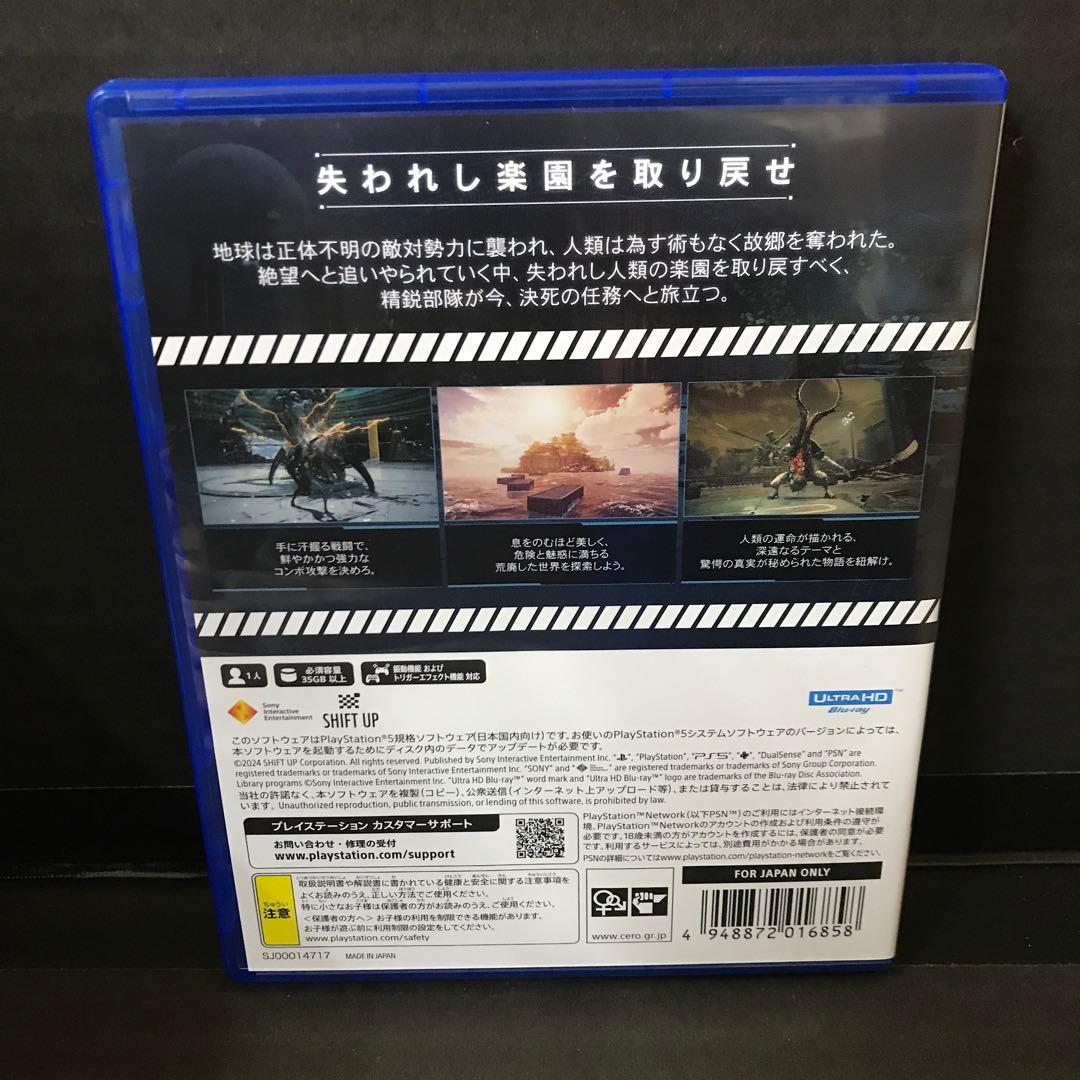 失われし楽園を取り戻せ
地球は正体不明の敵対勢力に襲われ、人類は為す術もなく故郷を奪われた。
絶望へと追いやられていく中、失われし人類の楽園を取り戻すべく、
精鋭部隊が今、決死の任務へと旅立つ。
手に汗握る戦闘で、
鮮やかかつ強力な
コンボ攻撃を決めろ。
息をのむほど美しく、
危険と魅惑に満ちる
荒廃した世界を探索しよう。
人類の運命が描かれる、
深遠なるテーマと
驚愕の真実が秘められた物語を紐解け。
1人
必須容量
35GB 以上
振動機能 および
トリガーエフェクト機能 対応
Sony
Interactive
Entertainment
SHIFT UP
ULTRA HD
Blu-ray™
このソフトウェアはPlayStation®5規格ソフトウェア(日本国内向け)です。お使いのPlayStation®5システムソフトウェアのバージョンによっては、
本ソフトウェアを起動するためにディスク内のデータでアップデートが必要です。
©2024 SHIFT UP Corporation. All rights reserved. Published by Sony Interactive Entertainment Inc. " ", "PlayStation", "PS5", " ", "DualSense" and "PSN" are
registered trademarks or trademarks of Sony Interactive Entertainment Inc. "SONY" and " " are registered trademarks or trademarks of Sony Group Corporation.
Library programs ©Sony Interactive Entertainment Inc. "Ultra HD Blu-ray™" word mark and "Ultra HD Blu-ray™" logo are trademarks of the Blu-ray Disc Association.
当社の許諾なく、本ソフトウェアを複製(コピー)、公衆送信(インターネット上アップロード等)、または貸与することは、法律により禁止されて
います。 Unauthorized reproduction, public transmission, or lending of this software, is prohibited by law.
プレイステーション カスタマーサポート
お問い合わせ・修理の受付
www.playstation.com/support
PlayStation™Network(以下PSN™)のご利用にはインターネット接続環
境、PlayStation™Networkのアカウントの作成および利用条件の遵守が
必要です。18歳未満の方がアカウントを作成するには、保護者の同意が必要
です。利用するサービスによっては、別途費用がかかる場合があります。
PSNの詳細についてはwww.playstation.com/playstation-networkをご覧ください。
ちゅうい
注意
取扱説明書や解説書に書かれている健康と安全に関する注意事項を
よくお読みのうえ、正しい方法でご使用ください。
特に小さなお子様は保護者の方がお読みのうえ、ご使用ください。
<保護者の方へ> お子様の利用を制限できる機能があります。
お子様が遊ぶ前に利用制限の設定をしてください。
www.playstation.com/safety
www.cero.gr.jp
FOR JAPAN ONLY
4 948872 016858
SJ00014717 MADE IN JAPAN